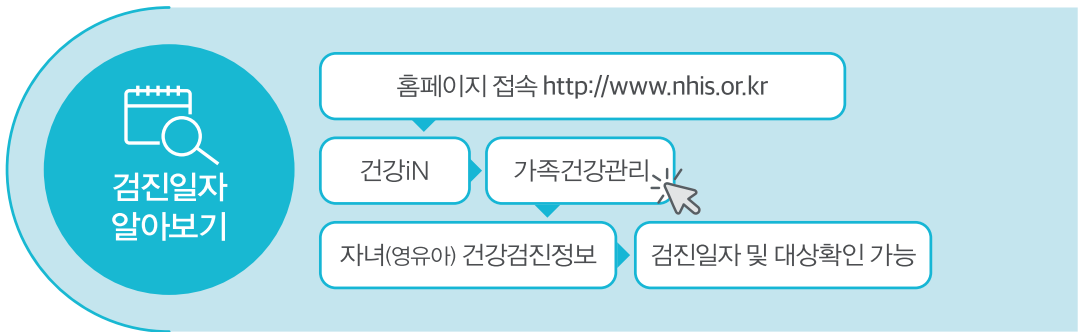 검진일자
알아보기
홈페이지 접속 http://www.nhis.or.kr
건강iN
가족건강관리
자녀(영유아) 건강검진정보
검진일자 및 대상확인 가능